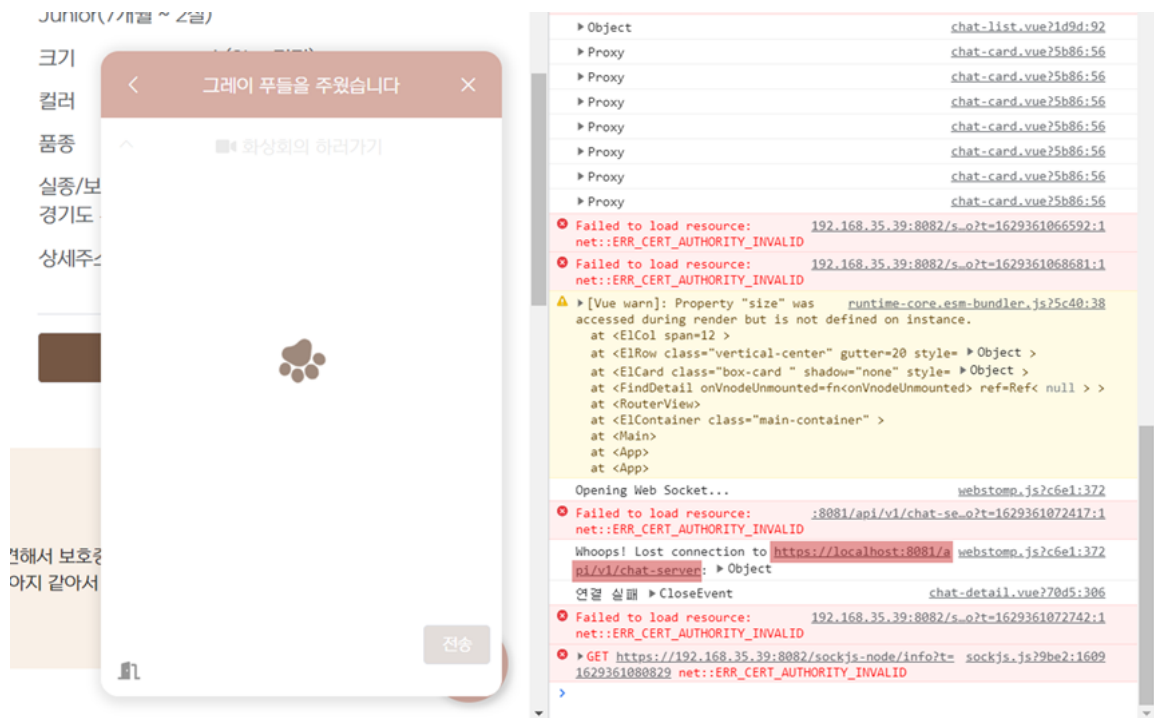 Junior(7개월 ~ 2살)
크기
컬러
품종
실종/보
경기도
상세주소
그레이 푸들을 주웠습니다
화상회의 하러가기
견해서 보호중
아지 같아서
전송
▶Object chat-list.vue?1d9d:92
▶Proxy chat-card.vue?5b86:56
▶Proxy chat-card.vue?5b86:56
▶Proxy chat-card.vue?5b86:56
▶Proxy chat-card.vue?5b86:56
▶Proxy chat-card.vue?5b86:56
▶Proxy chat-card.vue?5b86:56
▶Proxy chat-card.vue?5b86:56
Failed to load resource: 192.168.35.39:8082/s…o?t=1629361066592:1
net::ERR_CERT_AUTHORITY_INVALID
Failed to load resource: 192.168.35.39:8082/s…o?t=1629361068681:1
net::ERR_CERT_AUTHORITY_INVALID
▶[Vue warn]: Property "size" was runtime-core.esm-bundler.js?5c40:38
accessed during render but is not defined on instance.
at <ElCol span=12 >
at <ElRow class="vertical-center" gutter=20 style= ▶Object >
at <ElCard class="box-card " shadow="none" style= ▶Object >
at <FindDetail onVnodeUnmounted=fn<onVnodeUnmounted> ref=Ref< null > >
at <RouterView>
at <ElContainer class="main-container" >
at <Main>
at <App>
at <App>
Opening Web Socket... webstomp.js?c6e1:372
Failed to load resource: :8081/api/v1/chat-se…o?t=1629361072417:1
net::ERR_CERT_AUTHORITY_INVALID
Whoops! Lost connection to https://localhost:8081/a webstomp.js?c6e1:372
pi/v1/chat-server: ▶Object
연결 실패 ▶CloseEvent chat-detail.vue?70d5:306
Failed to load resource: 192.168.35.39:8082/s…o?t=1629361072742:1
net::ERR_CERT_AUTHORITY_INVALID
▶GET https://192.168.35.39:8082/sockjs-node/info?t= sockjs.js?9be2:1609
1629361080829 net::ERR_CERT_AUTHORITY_INVALID